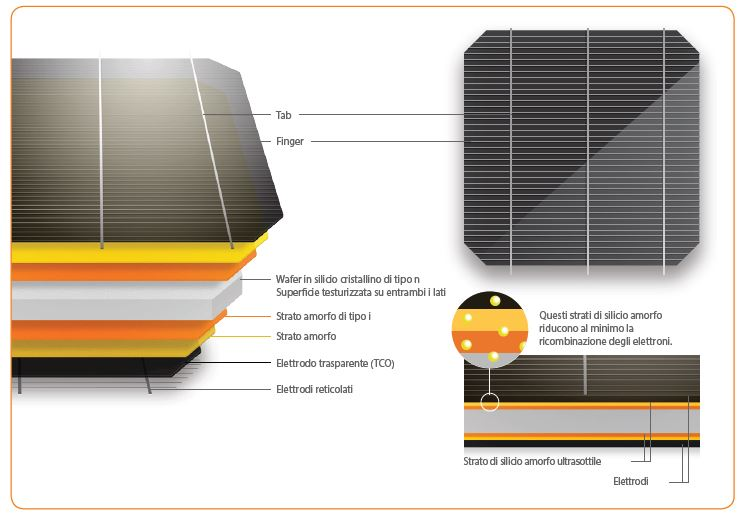 Tab
Finger
Wafer in silicio cristallino di tipo n
Superficie testurizzata su entrambi i lati
Strato amorfo di tipo i
Strato amorfo
Elettrodo trasparente (TCO)
Elettrodi reticolati
Questi strati di silicio amorfo
riducono al minimo la
ricombinazione degli elettroni.
Strato di silicio amorfo ultrasottile
Elettrodi